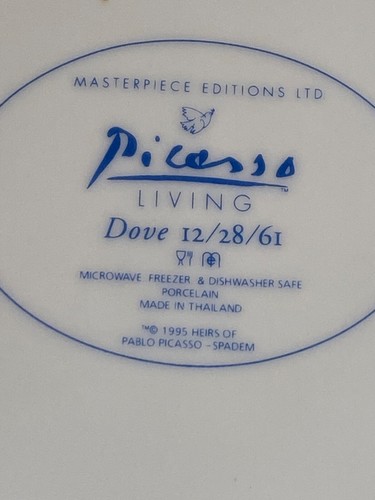 MASTERPIECE EDITIONS LTD
Picasso ™
LIVING
Dove 12/28/61
MICROWAVE FREEZER & DISHWASHER SAFE
PORCELAIN
MADE IN THAILAND
™© 1995 HEIRS OF
PABLO PICASSO - SPADEM